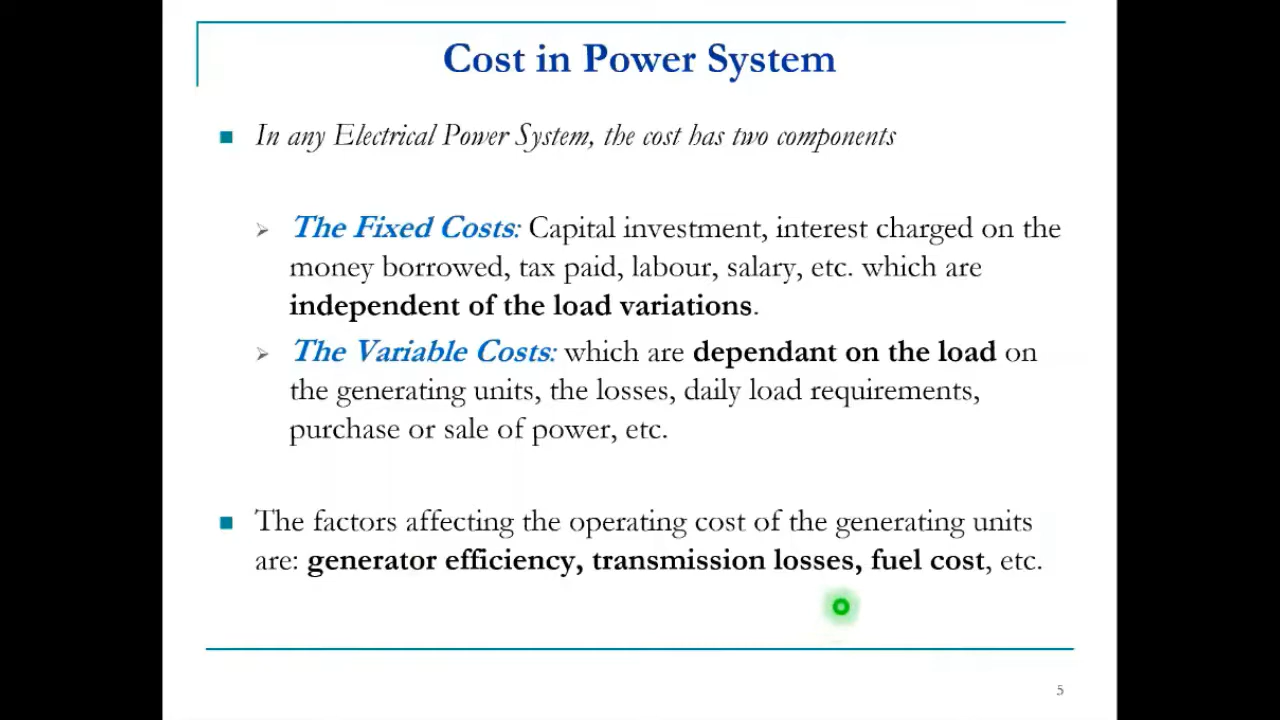 Cost in Power System
In any Electrical Power System, the cost has two components
The Fixed Costs: Capital investment, interest charged on the
money borrowed, tax paid, labour, salary, etc. which are
independent of the load variations.
The Variable Costs: which are dependant on the load on
the generating units, the losses, daily load requirements,
purchase or sale of power, etc.
The factors affecting the operating cost of the generating units
are: generator efficiency, transmission losses, fuel cost, etc.
5